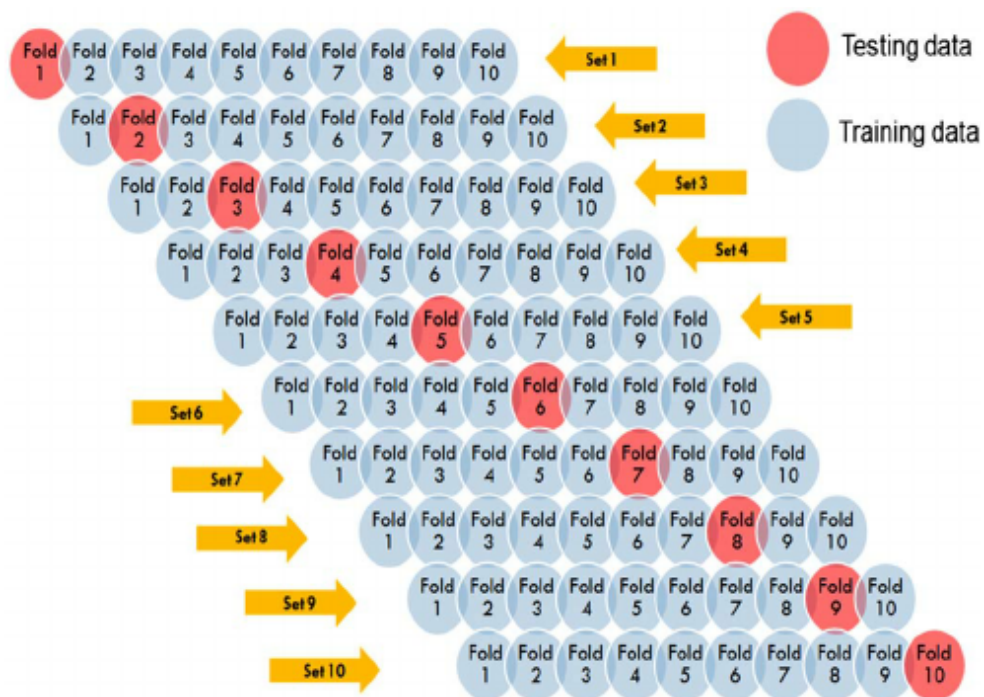 Fold Fold Fold Fold Fold Fold Fold Fold Fold Fold
1 2 3 4 5 6 7 8 9 10
Set 1
Testing data
Fold Fold Fold Fold Fold Fold Fold Fold Fold Fold
1 2 3 4 5 6 7 8 9 10
Set 2
Training data
Fold Fold Fold Fold Fold Fold Fold Fold Fold Fold
1 2 3 4 5 6 7 8 9 10
Set 3
Fold Fold Fold Fold Fold Fold Fold Fold Fold Fold
1 2 3 4 5 6 7 8 9 10
Set 4
Fold Fold Fold Fold Fold Fold Fold Fold Fold Fold
1 2 3 4 5 6 7 8 9 10
Set 5
Set 6
Fold Fold Fold Fold Fold Fold Fold Fold Fold Fold
1 2 3 4 5 6 7 8 9 10
Set 7
Fold Fold Fold Fold Fold Fold Fold Fold Fold Fold
1 2 3 4 5 6 7 8 9 10
Set 8
Fold Fold Fold Fold Fold Fold Fold Fold Fold Fold
1 2 3 4 5 6 7 8 9 10
Set 9
Fold Fold Fold Fold Fold Fold Fold Fold Fold Fold
1 2 3 4 5 6 7 8 9 10
Set 10
Fold Fold Fold Fold Fold Fold Fold Fold Fold Fold
1 2 3 4 5 6 7 8 9 10